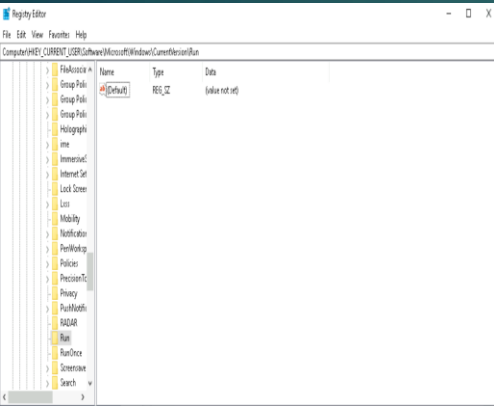 Registry Editor
File Edit View Favorites Help
Computer\HKEY_CURRENT_USER\Software\Microsoft\Windows\CurrentVersion\Run
Name Type Data
(Default) REG_SZ (value not set)
FileAssociat
Group Polic
Group Polic
Group Polic
Holographi
ime
ImmersiveS
Internet Set
Lock Screen
Lxss
Mobility
Notification
PenWorksp
Policies
PrecisionTo
Privacy
PushNotific
RADAR
Run
RunOnce
Screensave
Search